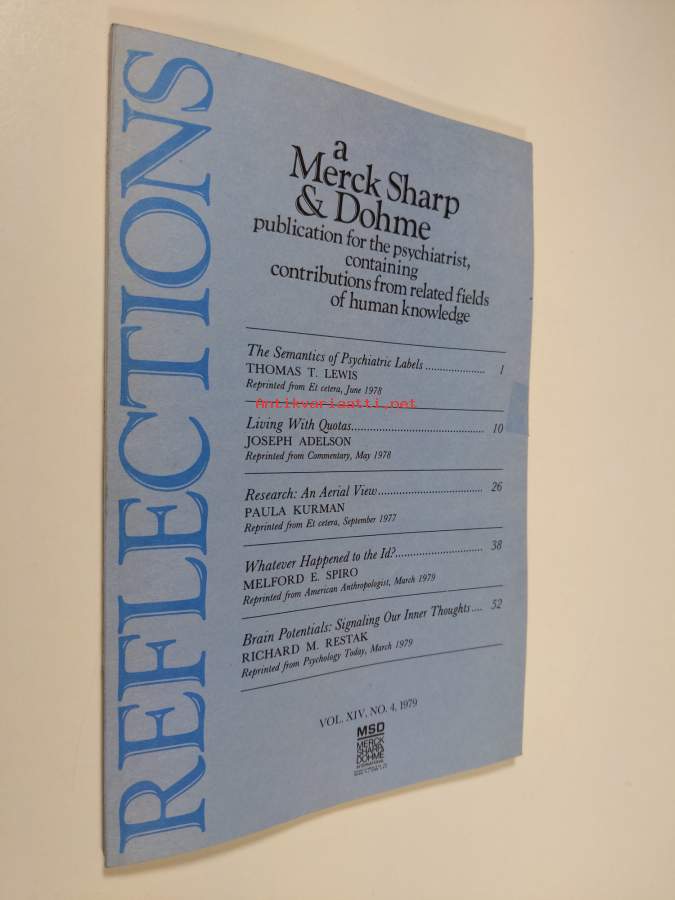 REFLECTIONS
a
Merck Sharp
& Dohme
publication for the psychiatrist,
containing
contributions from related fields
of human knowledge
The Semantics of Psychiatric Labels .................... 1
THOMAS T. LEWIS
Reprinted from Et cetera, June 1978
Antikvariaatti.net
Living With Quotas............................................ 10
JOSEPH ADELSON
Reprinted from Commentary, May 1978
Research: An Aerial View................................... 26
PAULA KURMAN
Reprinted from Et cetera, September 1977
Whatever Happened to the Id?............................. 38
MELFORD E. SPIRO
Reprinted from American Anthropologist, March 1979
Brain Potentials: Signaling Our Inner Thoughts.... 52
RICHARD M. RESTAK
Reprinted from Psychology Today, March 1979
VOL. XIV, NO. 4, 1979
MSD
MERCK
SHARP&
DOHME
INTERNATIONAL